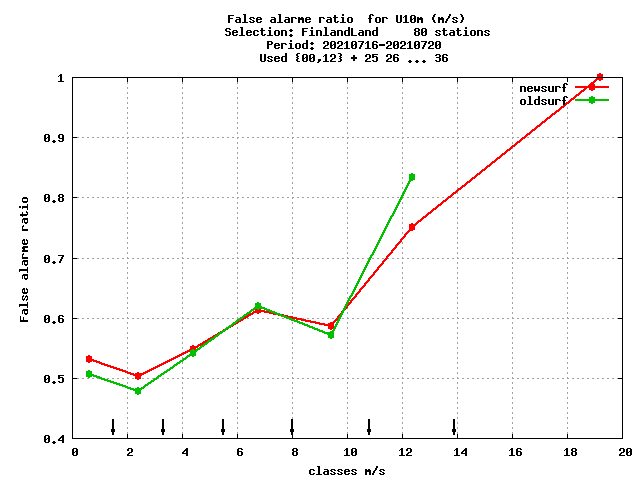 False alarme ratio  for U10m (m/s)
Selection: FinlandLand     80 stations
Period: 20210716-20210720
Used {00,12} + 25 26 ... 36
newsurf
oldsurf
1
0.9
0.8
0.7
0.6
0.5
0.4
False alarme ratio
0 2 4 6 8 10 12 14 16 18 20
classes m/s